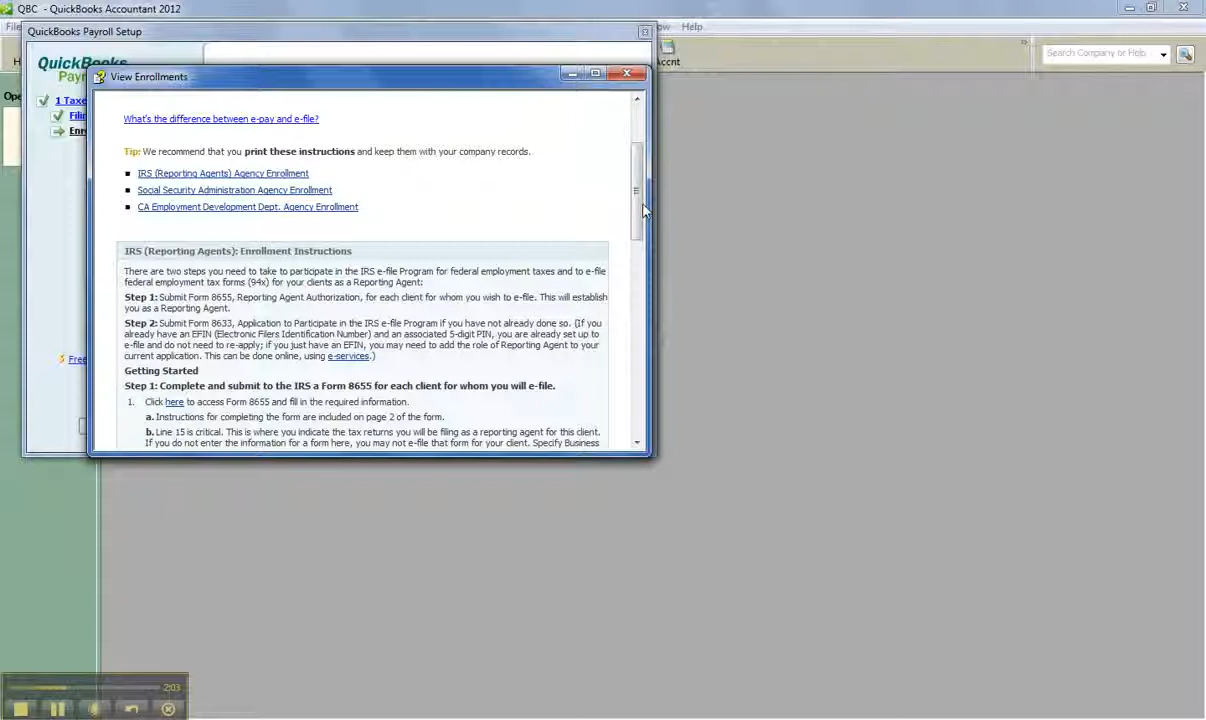 QBC - QuickBooks Accountant 2012
File
Help
QuickBooks Payroll Setup
Accnt
Search Company or Help
QuickBooks
Payr
View Enrollments
1 Taxe
Filin
Enr
Free
What's the difference between e-pay and e-file?
Tip: We recommend that you print these instructions and keep them with your company records.
IRS (Reporting Agents) Agency Enrollment
Social Security Administration Agency Enrollment
CA Employment Development Dept. Agency Enrollment
IRS (Reporting Agents): Enrollment Instructions
There are two steps you need to take to participate in the IRS e-file Program for federal employment taxes and to e-file
federal employment tax forms (94x) for your clients as a Reporting Agent:
Step 1: Submit Form 8655, Reporting Agent Authorization, for each client for whom you wish to e-file. This will establish
you as a Reporting Agent.
Step 2: Submit Form 8633, Application to Participate in the IRS e-file Program if you have not already done so. (If you
already have an EFIN (Electronic Filers Identification Number) and an associated 5-digit PIN, you are already set up to
e-file and do not need to re-apply; if you just have an EFIN, you may need to add the role of Reporting Agent to your
current application. This can be done online, using e-services.)
Getting Started
Step 1: Complete and submit to the IRS a Form 8655 for each client for whom you will e-file.
1. Click here to access Form 8655 and fill in the required information.
a. Instructions for completing the form are included on page 2 of the form.
b. Line 15 is critical. This is where you indicate the tax returns you will be filing as a reporting agent for this client.
If you do not enter the information for a form here, you may not e-file that form for your client. Specify Business
2:03